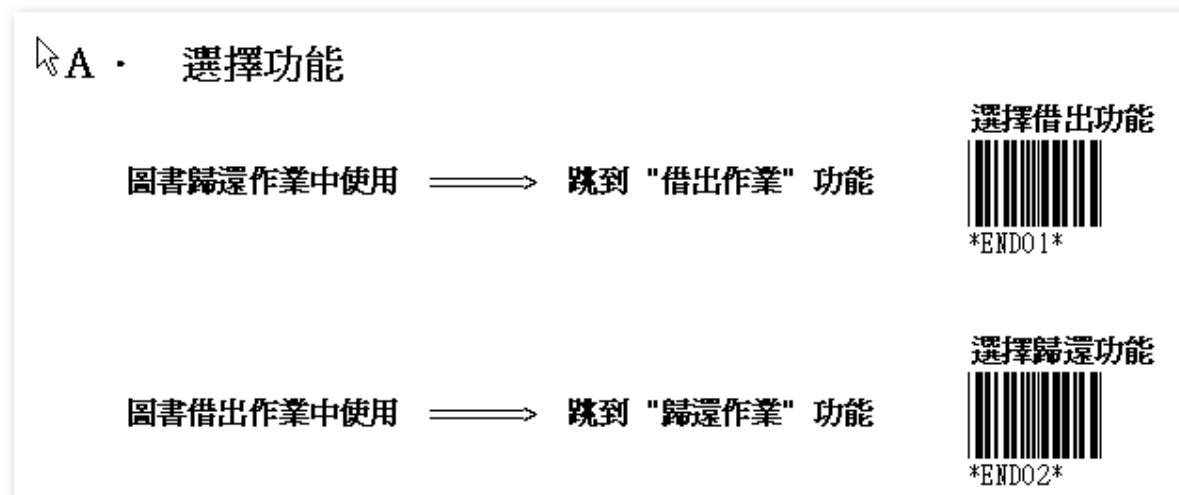 A · 選擇功能
選擇借出功能
圖書歸還作業中使用 ⟹ 跳到 "借出作業" 功能
*END01*
選擇歸還功能
圖書借出作業中使用 ⟹ 跳到 "歸還作業" 功能
*END02*